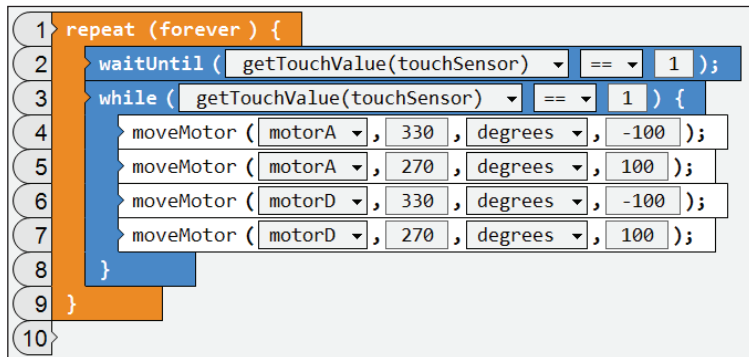 1 repeat (forever ) {
2 waitUntil ( getTouchValue(touchSensor) == 1 );
3 while ( getTouchValue(touchSensor) == 1 ) {
4 moveMotor ( motorA , 330 , degrees , -100 );
5 moveMotor ( motorA , 270 , degrees , 100 );
6 moveMotor ( motorD , 330 , degrees , -100 );
7 moveMotor ( motorD , 270 , degrees , 100 );
8 }
9 }
10